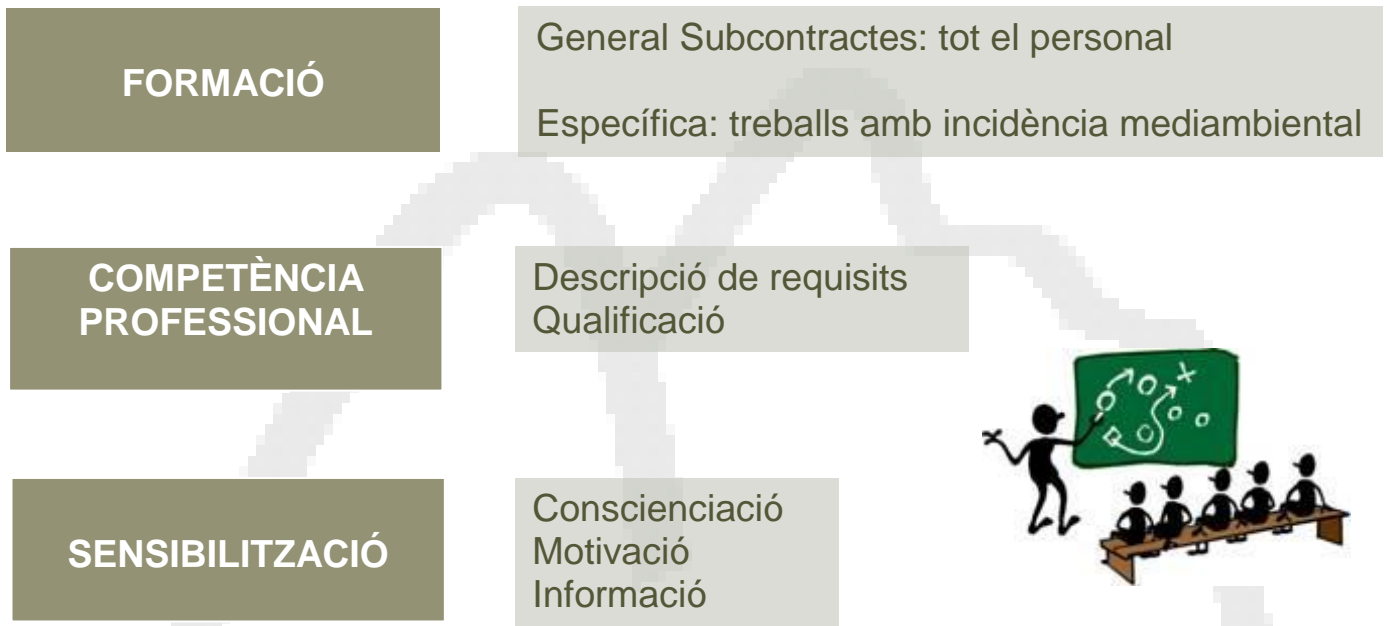 FORMACIÓ
General Subcontractes: tot el personal
Específica: treballs amb incidència mediambiental
COMPETÈNCIA
PROFESSIONAL
Descripció de requisits
Qualificació
SENSIBILITZACIÓ
Conscienciació
Motivació
Informació